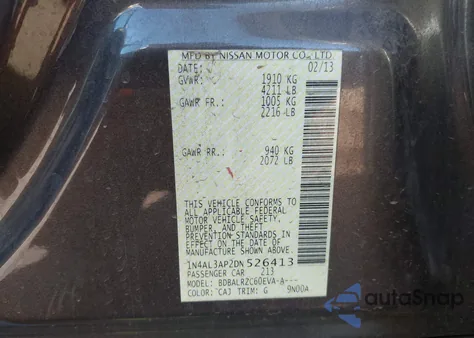 MFD BY NISSAN MOTOR CO., LTD.
DATE: 02/13
GVWR: 1910 KG
4211 LB
GAWR FR.: 1005 KG
2216 LB
GAWR RR.: 940 KG
2072 LB
THIS VEHICLE CONFORMS TO ALL
APPLICABLE FEDERAL MOTOR
VEHICLE SAFETY, BUMPER, AND THEFT
PREVENTION STANDARDS IN
EFFECT ON THE DATE OF
MANUFACTURE SHOWN ABOVE.
1N4AL3AP2DN526413
PASSENGER CAR 213
MODEL: BDBALRZC60EVA-A---
COLOR: CAJ TRIM: G 9N00A
autoSnap